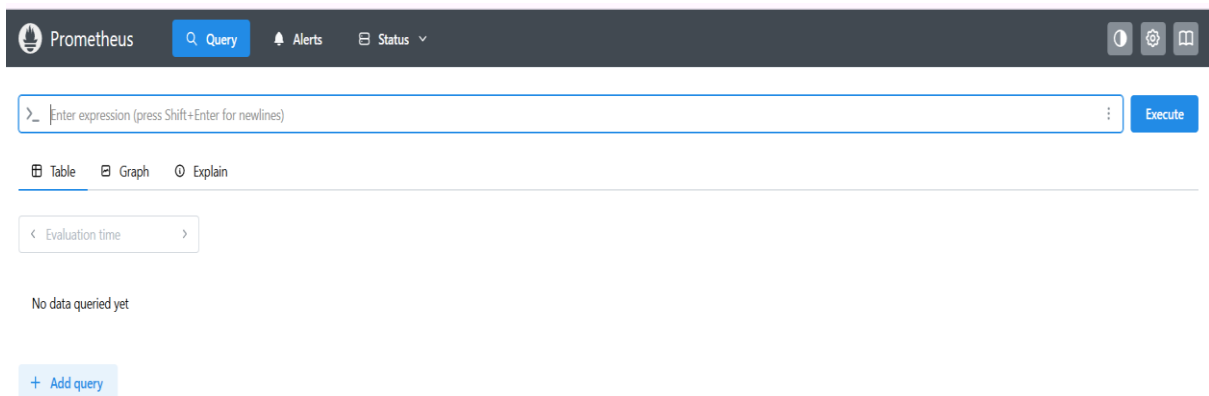 Prometheus Query Alerts Status
>_ Enter expression (press Shift+Enter for newlines) Execute
Table Graph Explain
Evaluation time
No data queried yet
+ Add query